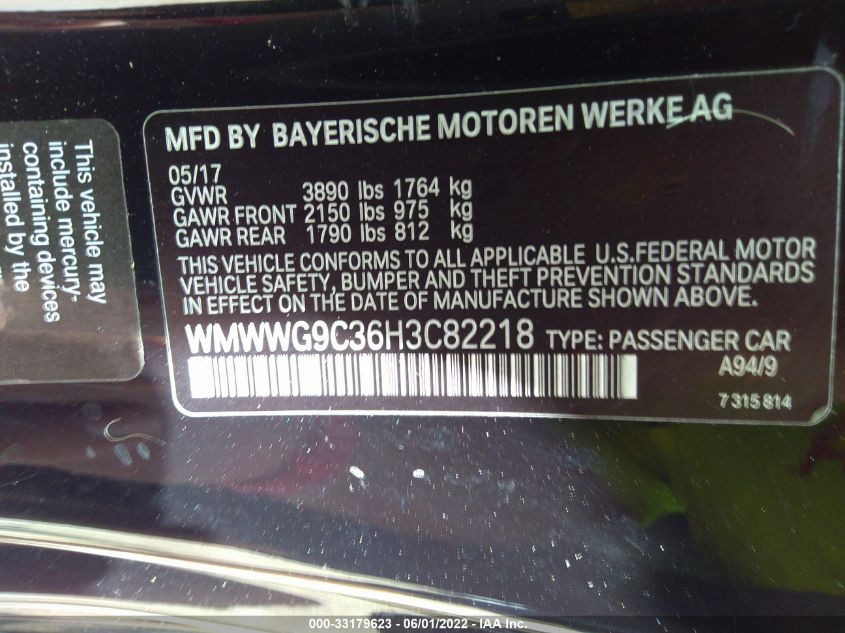 This vehicle may
include mercury-
containing devices
installed by the
MFD BY BAYERISCHE MOTOREN WERKE AG
05/17
GVWR 3890 lbs 1764 kg
GAWR FRONT 2150 lbs 975 kg
GAWR REAR 1790 lbs 812 kg
THIS VEHICLE CONFORMS TO ALL APPLICABLE U.S.FEDERAL MOTOR
VEHICLE SAFETY, BUMPER AND THEFT PREVENTION STANDARDS
IN EFFECT ON THE DATE OF MANUFACTURE SHOWN ABOVE.
WMWWG9C36H3C82218 TYPE: PASSENGER CAR
A94/9
7315814
000-33179623 - 06/01/2022 - IAA Inc.